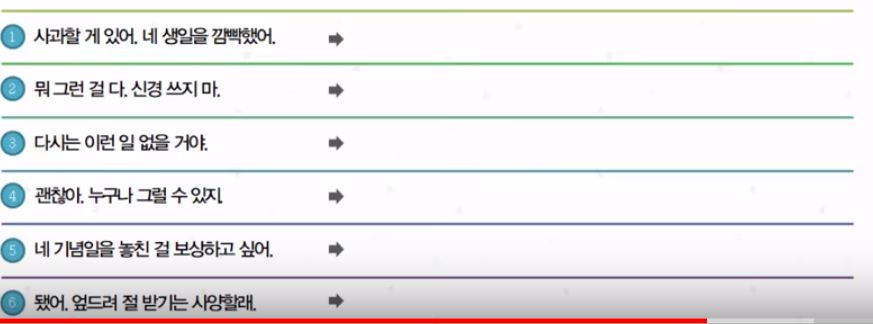 1 사과할 게 있어. 네 생일을 깜빡했어. ➡
2 뭐 그런 걸 다. 신경 쓰지 마. ➡
3 다시는 이런 일 없을 거야. ➡
4 괜찮아. 누구나 그럴 수 있지. ➡
5 네 기념일을 놓친 걸 보상하고 싶어. ➡
6 됐어. 엎드려 절 받기는 사양할래. ➡